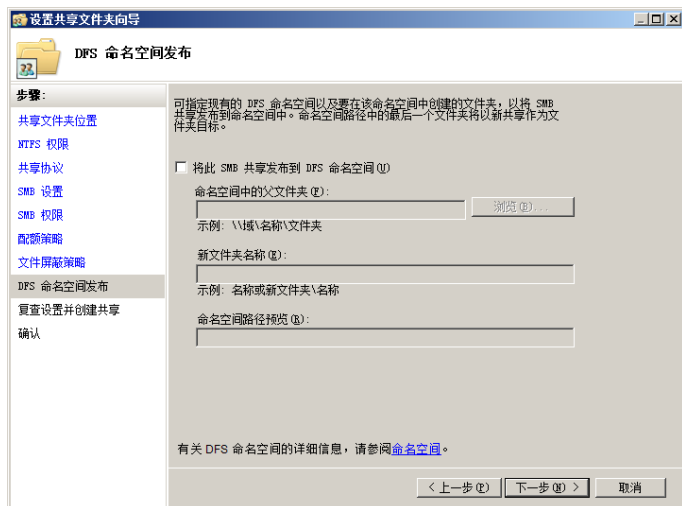 设置共享文件夹向导
DFS 命名空间发布
步骤:
共享文件夹位置
NTFS 权限
共享协议
SMB 设置
SMB 权限
配额策略
文件屏蔽策略
DFS 命名空间发布
复查设置并创建共享
确认
可指定现有的 DFS 命名空间以及要在该命名空间中创建的文件夹，以将 SMB
共享发布到命名空间中。命名空间路径中的最后一个文件夹将以新共享作为文
件夹目标。
将此 SMB 共享发布到 DFS 命名空间(U)
命名空间中的父文件夹(F):
浏览(B)...
示例: \\域\名称\文件夹
新文件夹名称(E):
示例: 名称或新文件夹\名称
命名空间路径预览(R):
有关 DFS 命名空间的详细信息，请参阅命名空间。
< 上一步(P)
下一步(N) >
取消